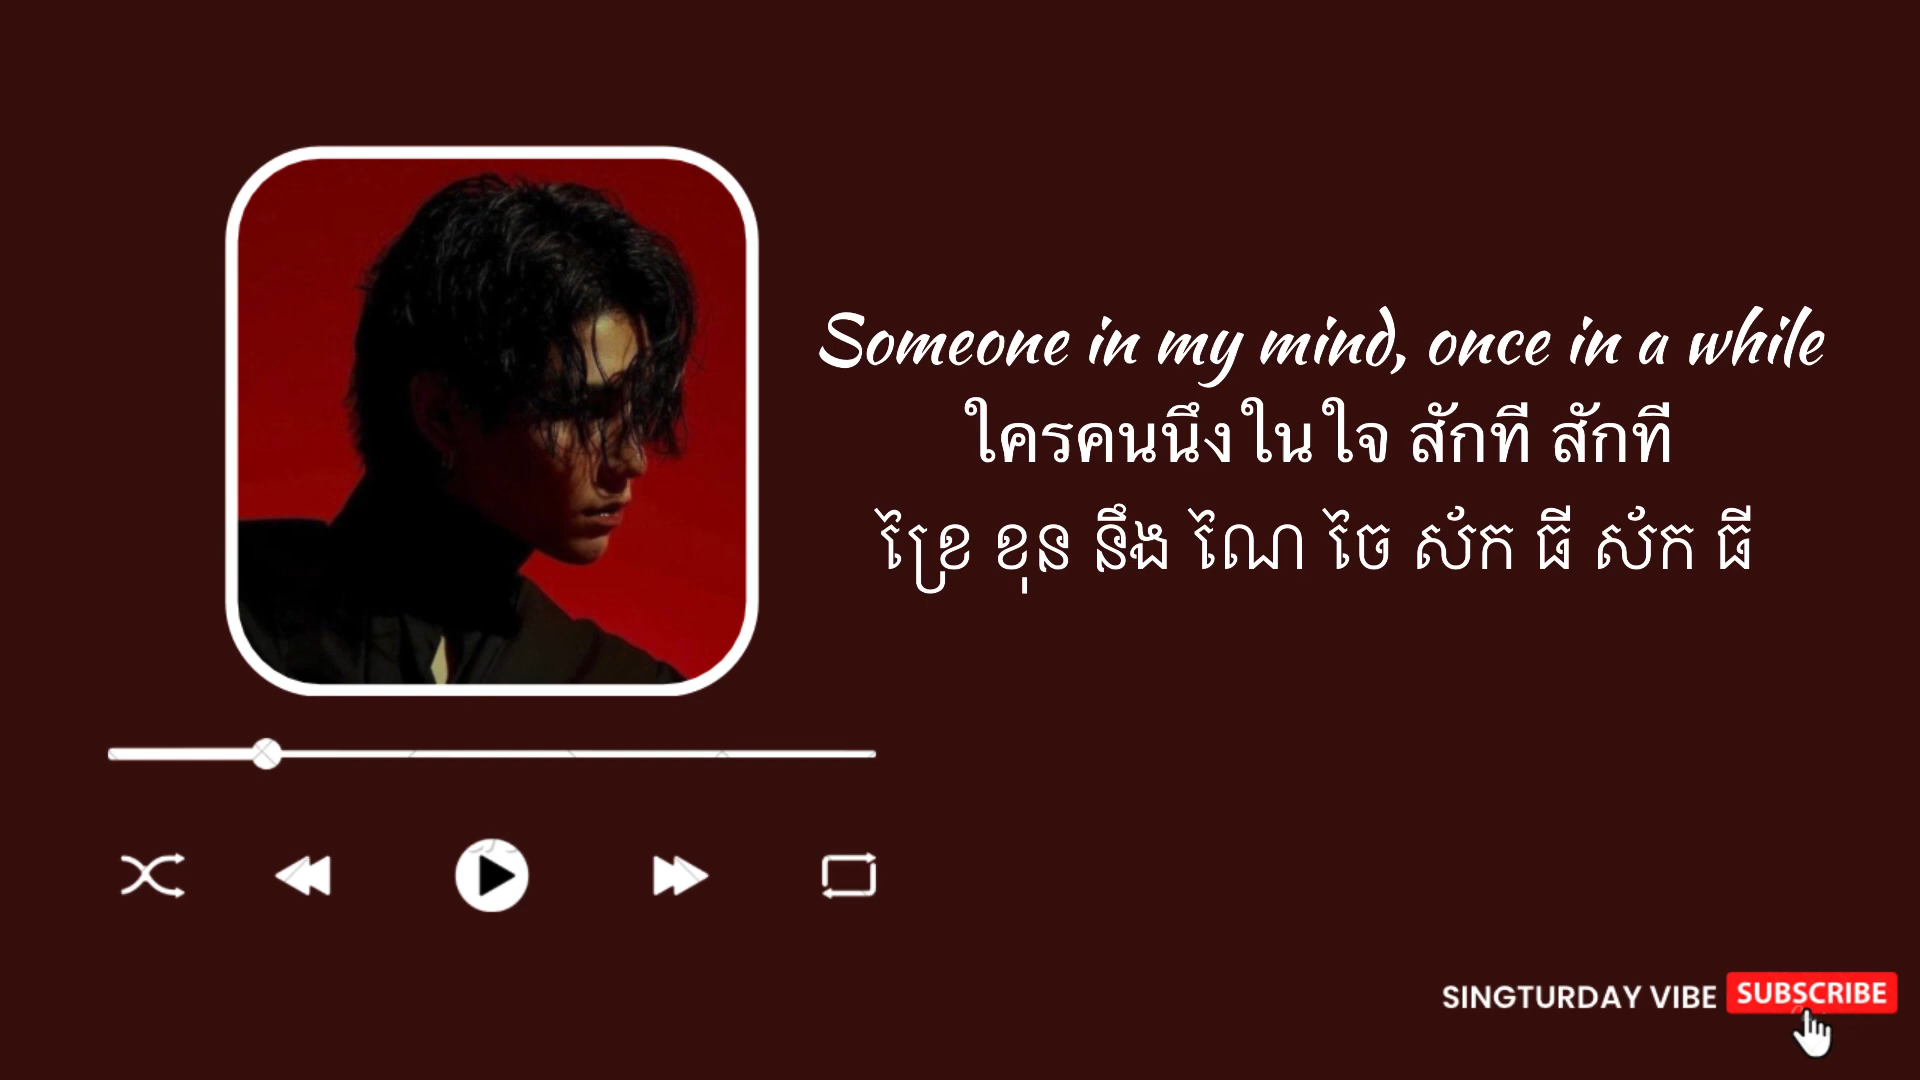 Someone in my mind, once in a while
ใครคนนึงในใจ สักที สักที
ខ្រៃ ខុន នឹង ណៃ ចៃ ស័ក ធី ស័ក ធី
SINGTURDAY VIBE SUBSCRIBE